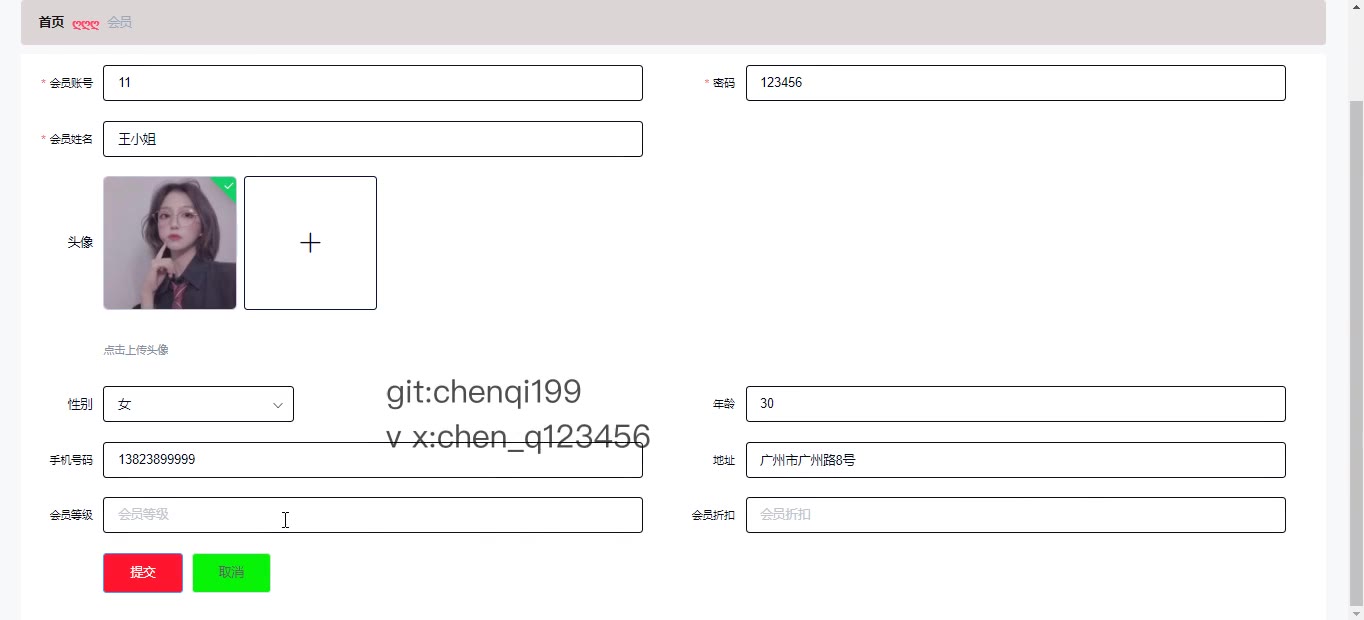 首页 ღღღ 会员
* 会员账号 11 * 密码 123456
* 会员姓名 王小姐
头像
点击上传头像
性别 女 年龄 30
git:chenqi199
v x:chen_q123456
手机号码 13823899999 地址 广州市广州路8号
会员等级 会员等级 会员折扣 会员折扣
提交 取消